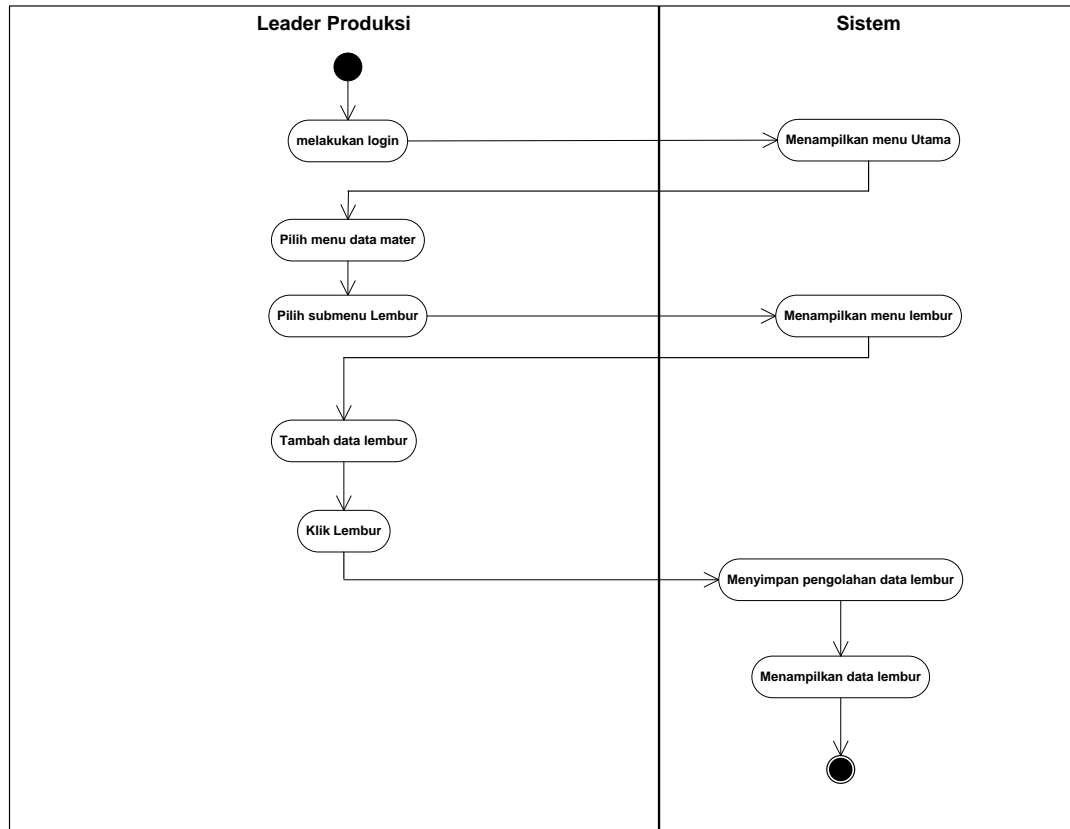 Leader Produksi
Sistem
melakukan login
Menampilkan menu Utama
Pilih menu data mater
Pilih submenu Lembur
Menampilkan menu lembur
Tambah data lembur
Klik Lembur
Menyimpan pengolahan data lembur
Menampilkan data lembur